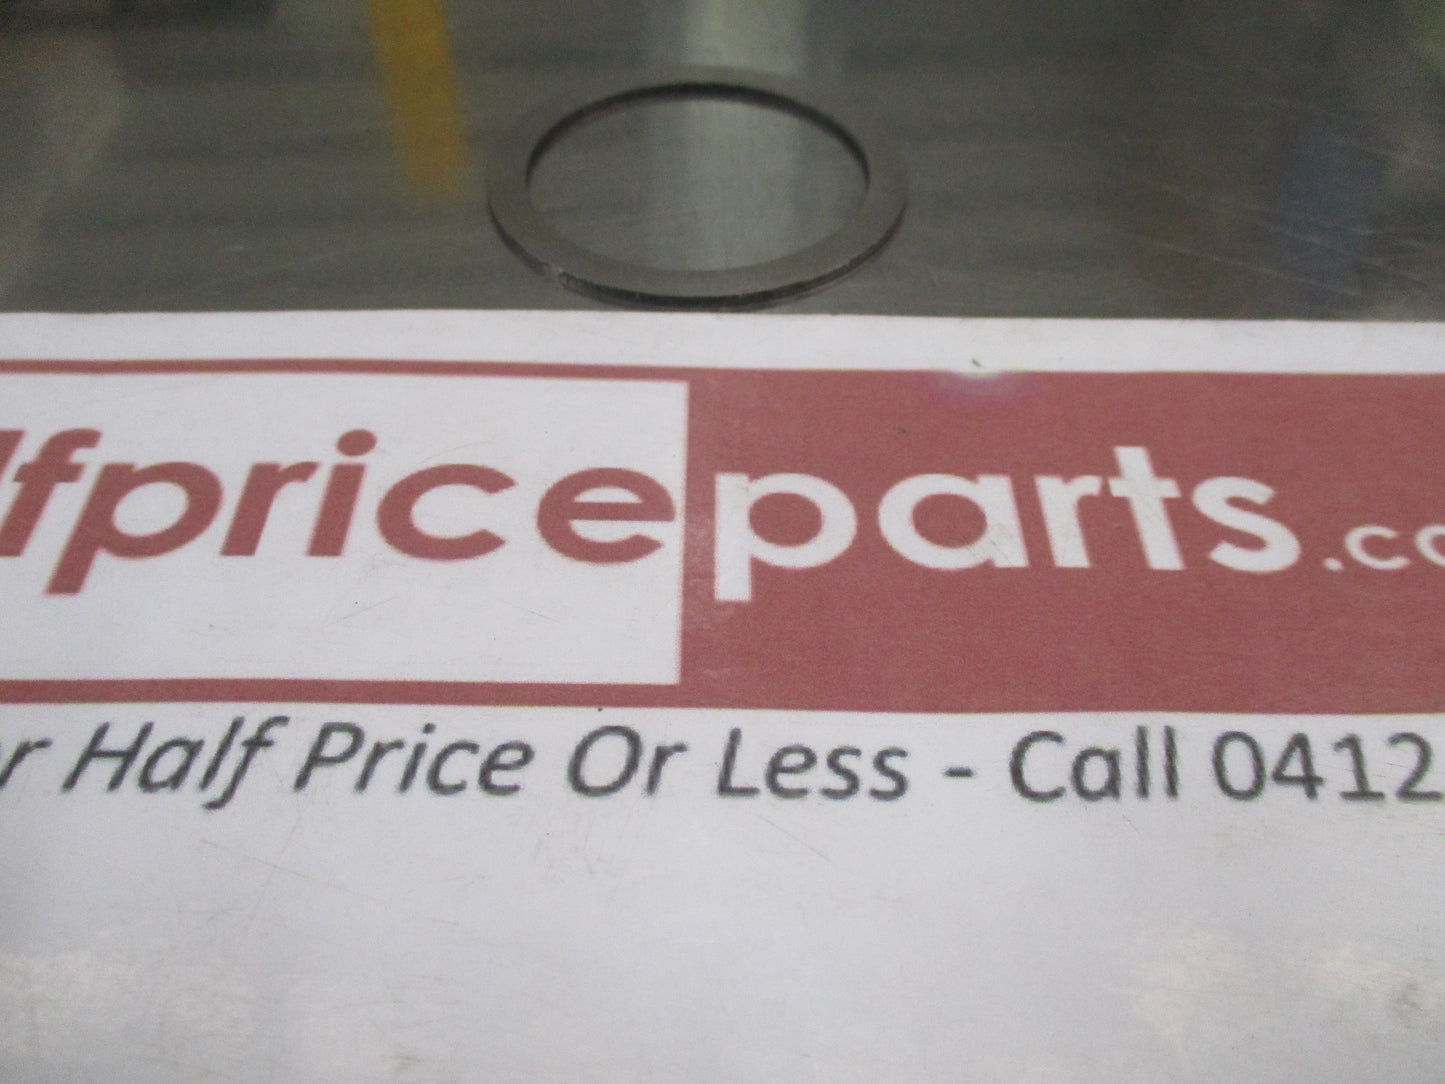 lfpriceparts.co
r Half Price Or Less - Call 0412